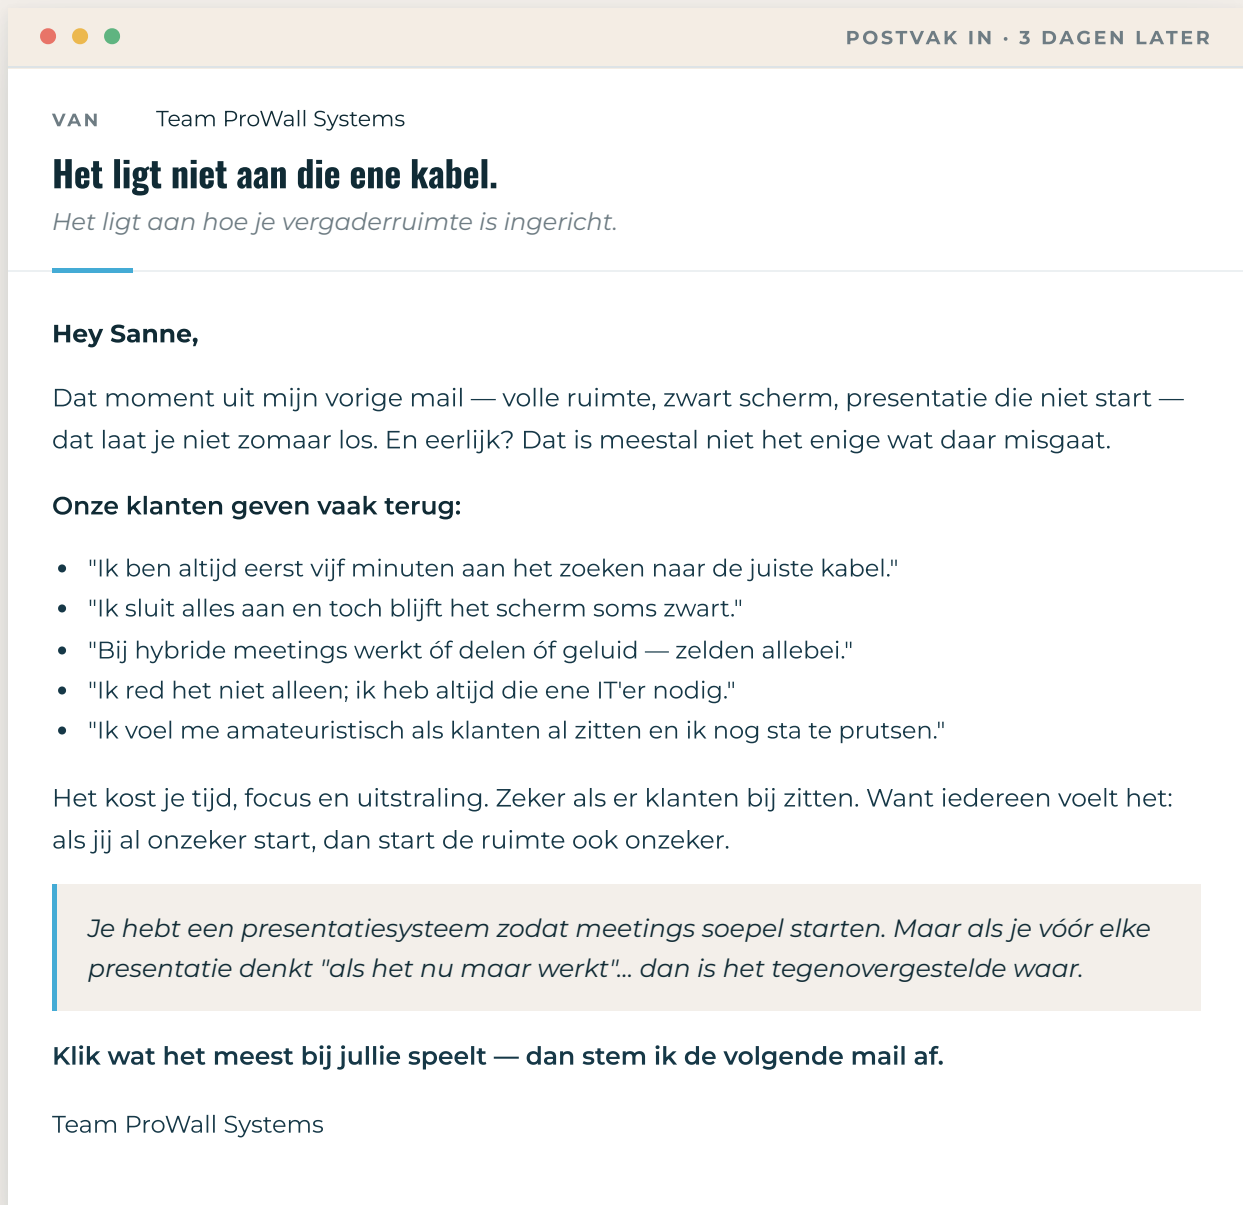 POSTVAK IN · 3 DAGEN LATER
VAN Team ProWall Systems
Het ligt niet aan die ene kabel.
Het ligt aan hoe je vergaderruimte is ingericht.
Hey Sanne,
Dat moment uit mijn vorige mail — volle ruimte, zwart scherm, presentatie die niet start —
dat laat je niet zomaar los. En eerlijk? Dat is meestal niet het enige wat daar misgaat.
Onze klanten geven vaak terug:
• "Ik ben altijd eerst vijf minuten aan het zoeken naar de juiste kabel."
• "Ik sluit alles aan en toch blijft het scherm soms zwart."
• "Bij hybride meetings werkt óf delen óf geluid — zelden allebei."
• "Ik red het niet alleen; ik heb altijd die ene IT'er nodig."
• "Ik voel me amateuristisch als klanten al zitten en ik nog sta te prutsen."
Het kost je tijd, focus en uitstraling. Zeker als er klanten bij zitten. Want iedereen voelt het:
als jij al onzeker start, dan start de ruimte ook onzeker.
Je hebt een presentatiesysteem zodat meetings soepel starten. Maar als je vóór elke
presentatie denkt "als het nu maar werkt"... dan is het tegenovergestelde waar.
Klik wat het meest bij jullie speelt — dan stem ik de volgende mail af.
Team ProWall Systems